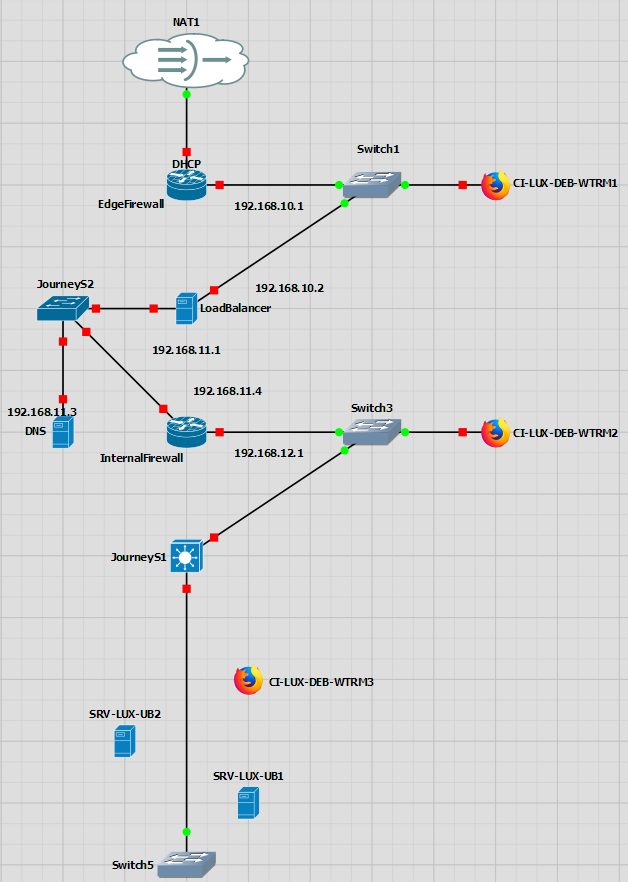 NAT1
DHCP
EdgeFirewall
192.168.10.1
Switch1
CI-LUX-DEB-WTRM1
192.168.10.2
JourneyS2
LoadBalancer
192.168.11.1
192.168.11.4
192.168.11.3
DNS
InternalFirewall
192.168.12.1
Switch3
CI-LUX-DEB-WTRM2
JourneyS1
CI-LUX-DEB-WTRM3
SRV-LUX-UB2
SRV-LUX-UB1
Switch5